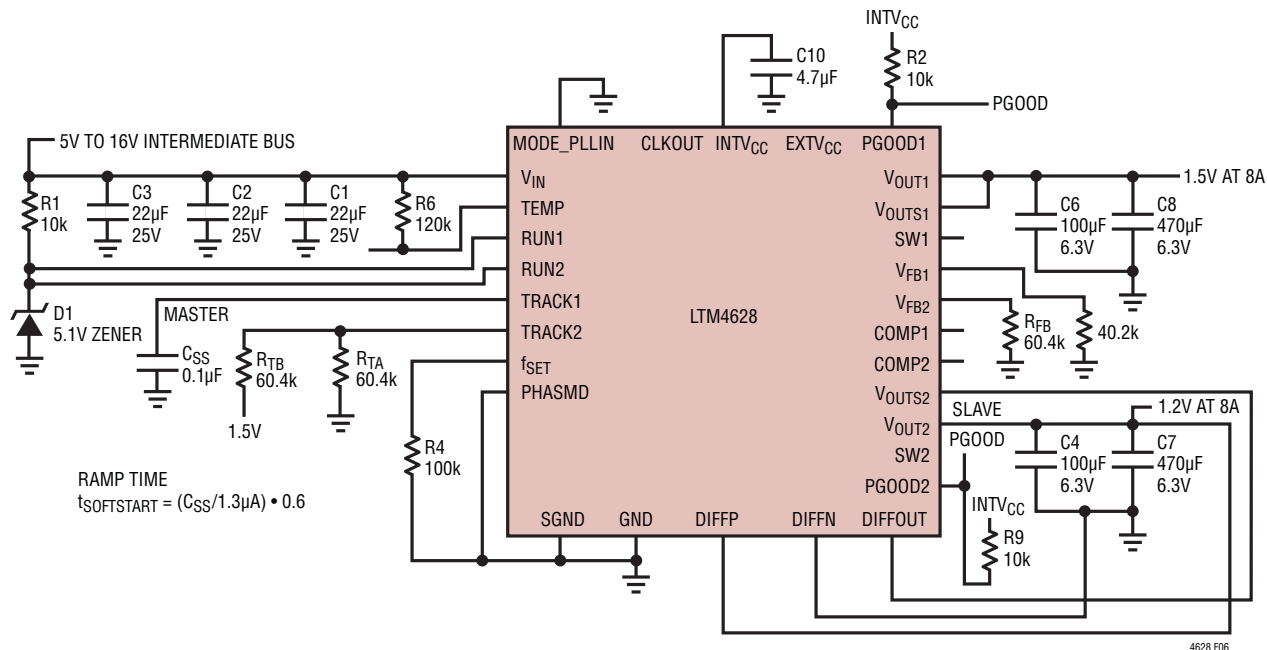 INTVCC
R2
10k
PGOOD
C10
4.7µF
5V TO 16V INTERMEDIATE BUS
R1
10k
C3
22µF
25V
C2
22µF
25V
C1
22µF
25V
R6
120k
D1
5.1V ZENER
MASTER
CSS
0.1µF
RTB
60.4k
1.5V
RTA
60.4k
R4
100k
RAMP TIME
tSOFTSTART = (CSS/1.3µA) • 0.6
MODE_PLLIN
CLKOUT
INTVCC
EXTVCC
PGOOD1
VIN
TEMP
RUN1
RUN2
TRACK1
TRACK2
fSET
PHASMD
LTM4628
VOUT1
VOUTS1
SW1
VFB1
VFB2
COMP1
COMP2
VOUTS2
VOUT2
SW2
PGOOD2
SGND
GND
DIFFP
DIFFN
DIFFOUT
1.5V AT 8A
C6
100µF
6.3V
C8
470µF
6.3V
RFB
60.4k
40.2k
SLAVE
1.2V AT 8A
PGOOD
C4
100µF
6.3V
C7
470µF
6.3V
INTVCC
R9
10k
4628 F06